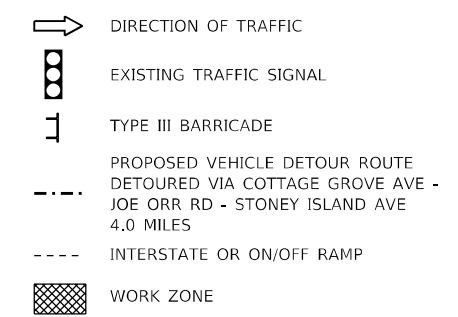 DIRECTION OF TRAFFIC
EXISTING TRAFFIC SIGNAL
TYPE III BARRICADE
PROPOSED VEHICLE DETOUR ROUTE
DETOURED VIA COTTAGE GROVE AVE -
JOE ORR RD - STONEY ISLAND AVE
4.0 MILES
INTERSTATE OR ON/OFF RAMP
WORK ZONE